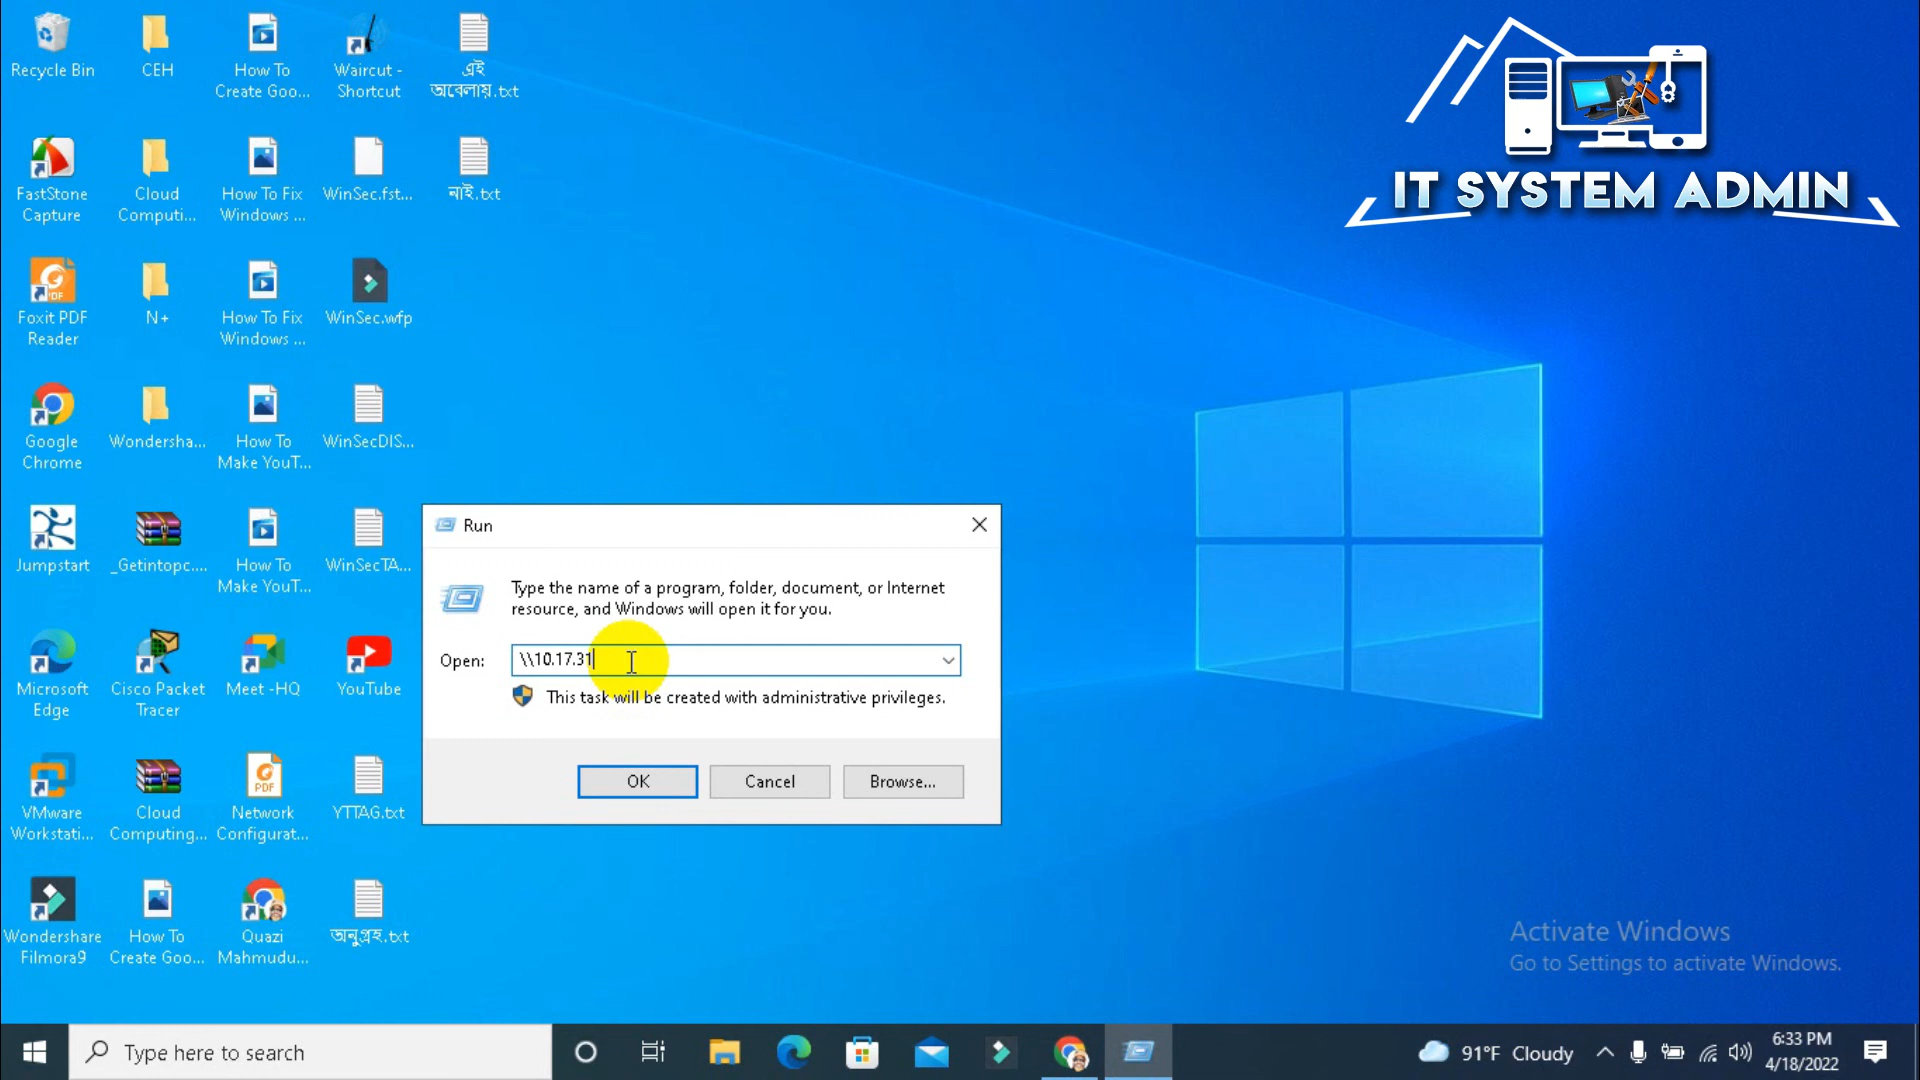 Recycle Bin
CEH
How To
Create Goo...
Waircut -
Shortcut
এই
অবেলায়.txt
IT SYSTEM ADMIN
FastStone
Capture
Cloud
Computi...
How To Fix
Windows ...
WinSec.fst...
নাই.txt
Foxit PDF
Reader
N+
How To Fix
Windows ...
WinSec.wfp
Google
Chrome
Wondersha...
How To
Make YouT...
WinSecDIS...
Jumpstart
_Getintopc....
How To
Make YouT...
WinSecTA...
Microsoft
Edge
Cisco Packet
Tracer
Meet -HQ
YouTube
VMware
Workstati...
Cloud
Computing...
PDF
Network
Configurat...
YTTAG.txt
Wondershare
Filmora9
How To
Create Goo...
Quazi
Mahmudu...
অনুগ্রহ.txt
Run
Type the name of a program, folder, document, or Internet
resource, and Windows will open it for you.
Open:
\\10.17.31
This task will be created with administrative privileges.
OK
Cancel
Browse...
Activate Windows
Go to Settings to activate Windows.
Type here to search
91°F Cloudy
6:33 PM
4/18/2022